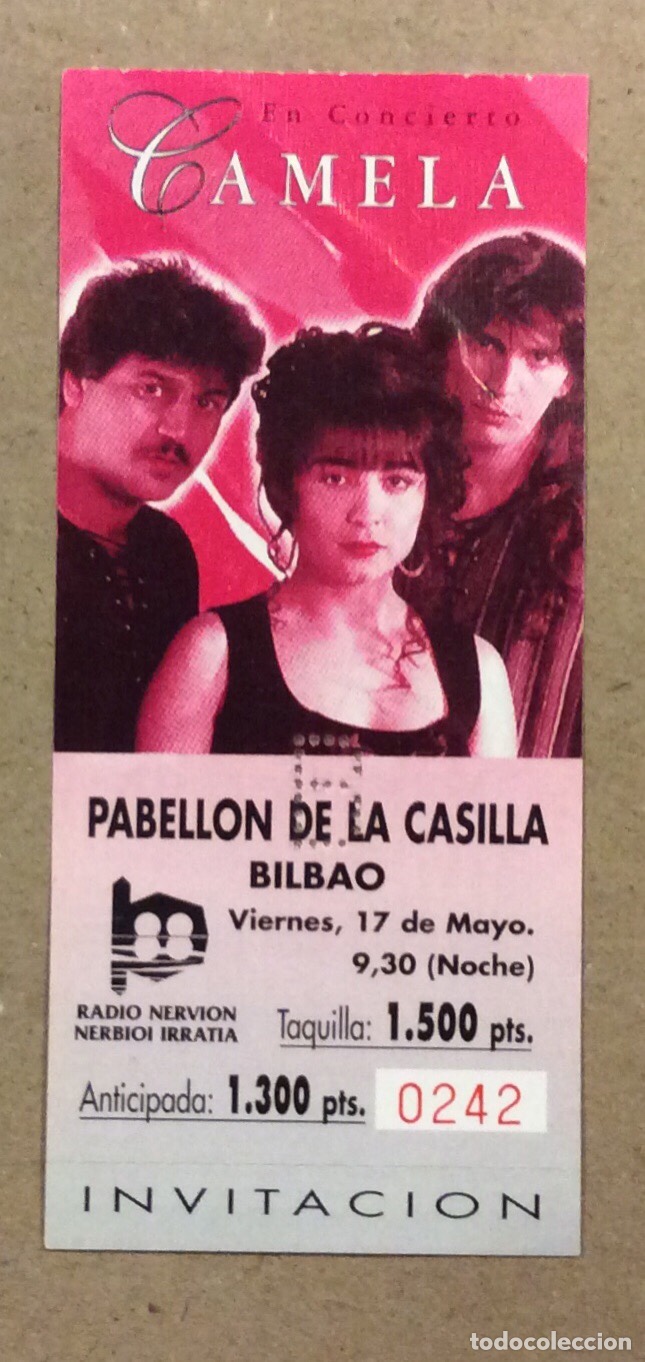 En Concierto
CAMELA
PABELLON DE LA CASILLA
BILBAO
Viernes, 17 de Mayo.
9,30 (Noche)
RADIO NERVION
NERBIOI IRRATIA
Taquilla: 1.500 pts.
Anticipada: 1.300 pts.
0242
INVITACION
todocoleccion